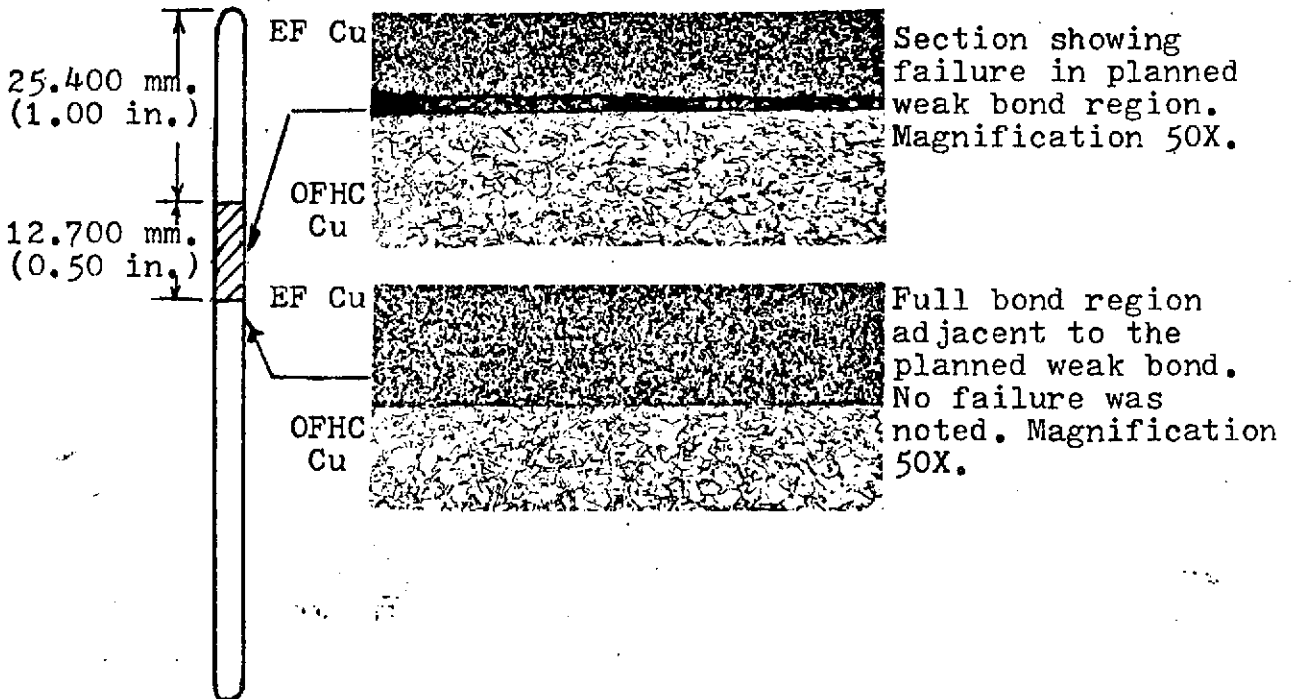 25.400 mm.
(1.00 in.)
12.700 mm.
(0.50 in.)
EF Cu
OFHC
Cu
Section showing
failure in planned
weak bond region.
Magnification 50X.
EF Cu
OFHC
Cu
Full bond region
adjacent to the
planned weak bond.
No failure was
noted. Magnification
50X.